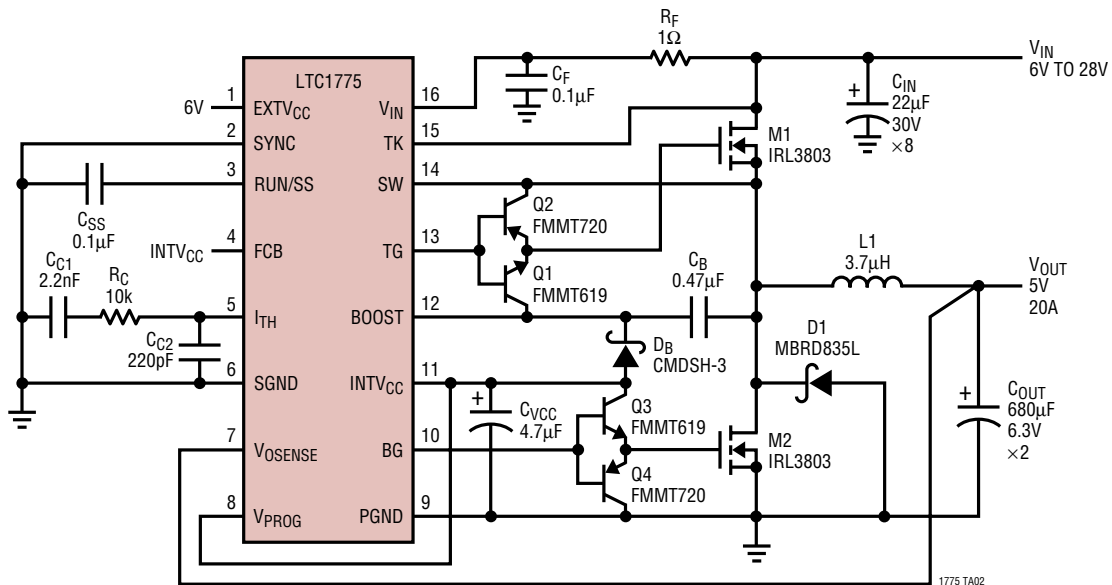 RF
1Ω
VIN
6V TO 28V
LTC1775
CF
0.1µF
+
CIN
22µF
30V
×8
6V
1
EXTVCC
VIN
16
2
SYNC
TK
15
M1
IRL3803
3
RUN/SS
SW
14
CSS
0.1µF
Q2
FMMT720
INTVCC
4
FCB
TG
13
Q1
FMMT619
CB
0.47µF
L1
3.7µH
VOUT
5V
20A
CC1
2.2nF
RC
10k
5
ITH
BOOST
12
CC2
220pF
DB
CMDSH-3
D1
MBRD835L
6
SGND
INTVCC
11
+
CVCC
4.7µF
Q3
FMMT619
+
COUT
680µF
6.3V
×2
7
VOSENSE
BG
10
M2
IRL3803
Q4
FMMT720
8
VPROG
PGND
9
1775 TA02